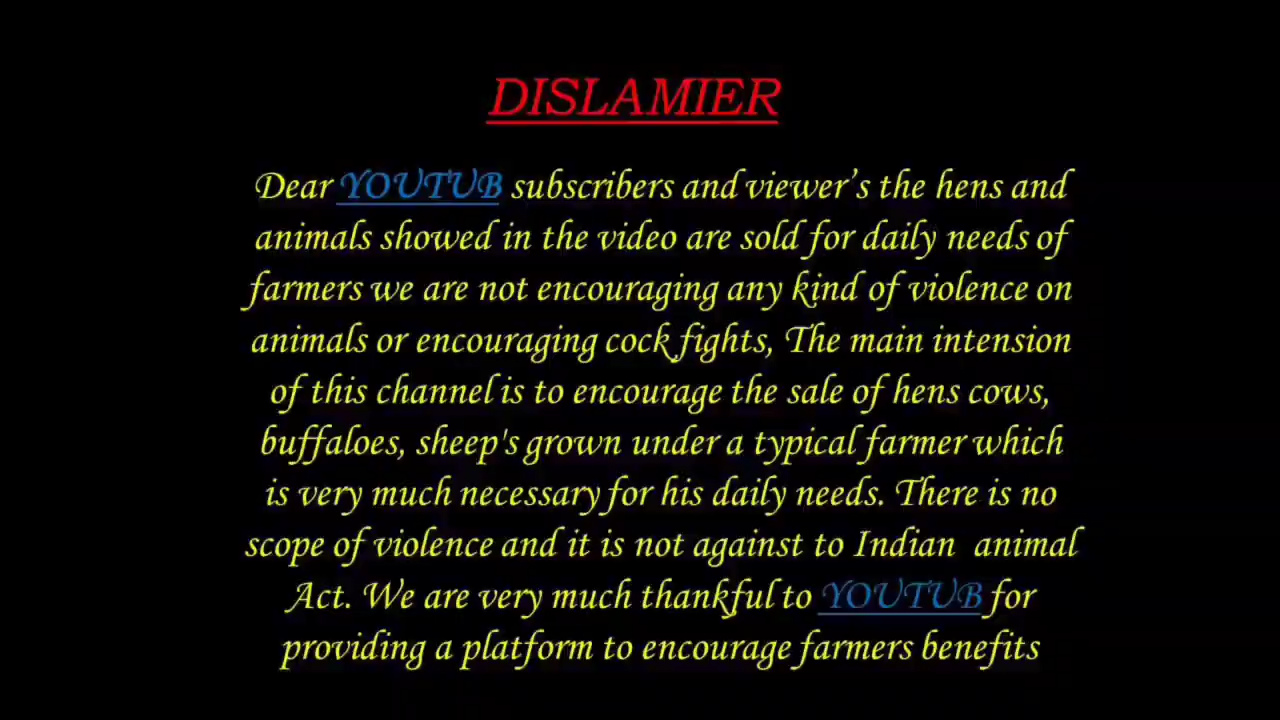 DISLAMIER
Dear YOUTUB subscribers and viewer’s the hens and
animals showed in the video are sold for daily needs of
farmers we are not encouraging any kind of violence on
animals or encouraging cock fights, The main intension
of this channel is to encourage the sale of hens cows,
buffaloes, sheep's grown under a typical farmer which
is very much necessary for his daily needs. There is no
scope of violence and it is not against to Indian animal
Act. We are very much thankful to YOUTUB for
providing a platform to encourage farmers benefits